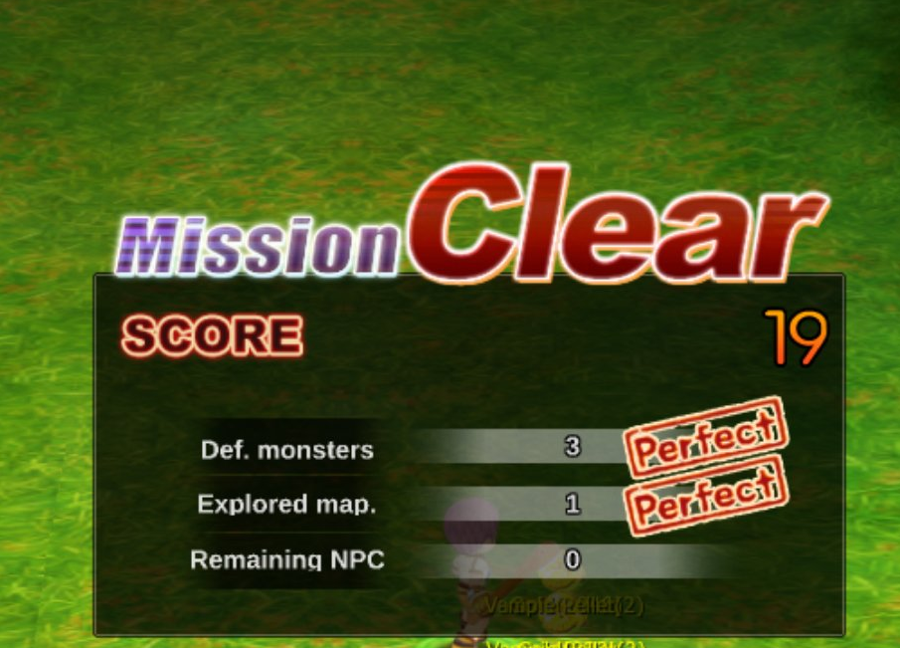 Mission Clear
SCORE 19
Def. monsters 3 Perfect
Explored map. 1 Perfect
Remaining NPC 0